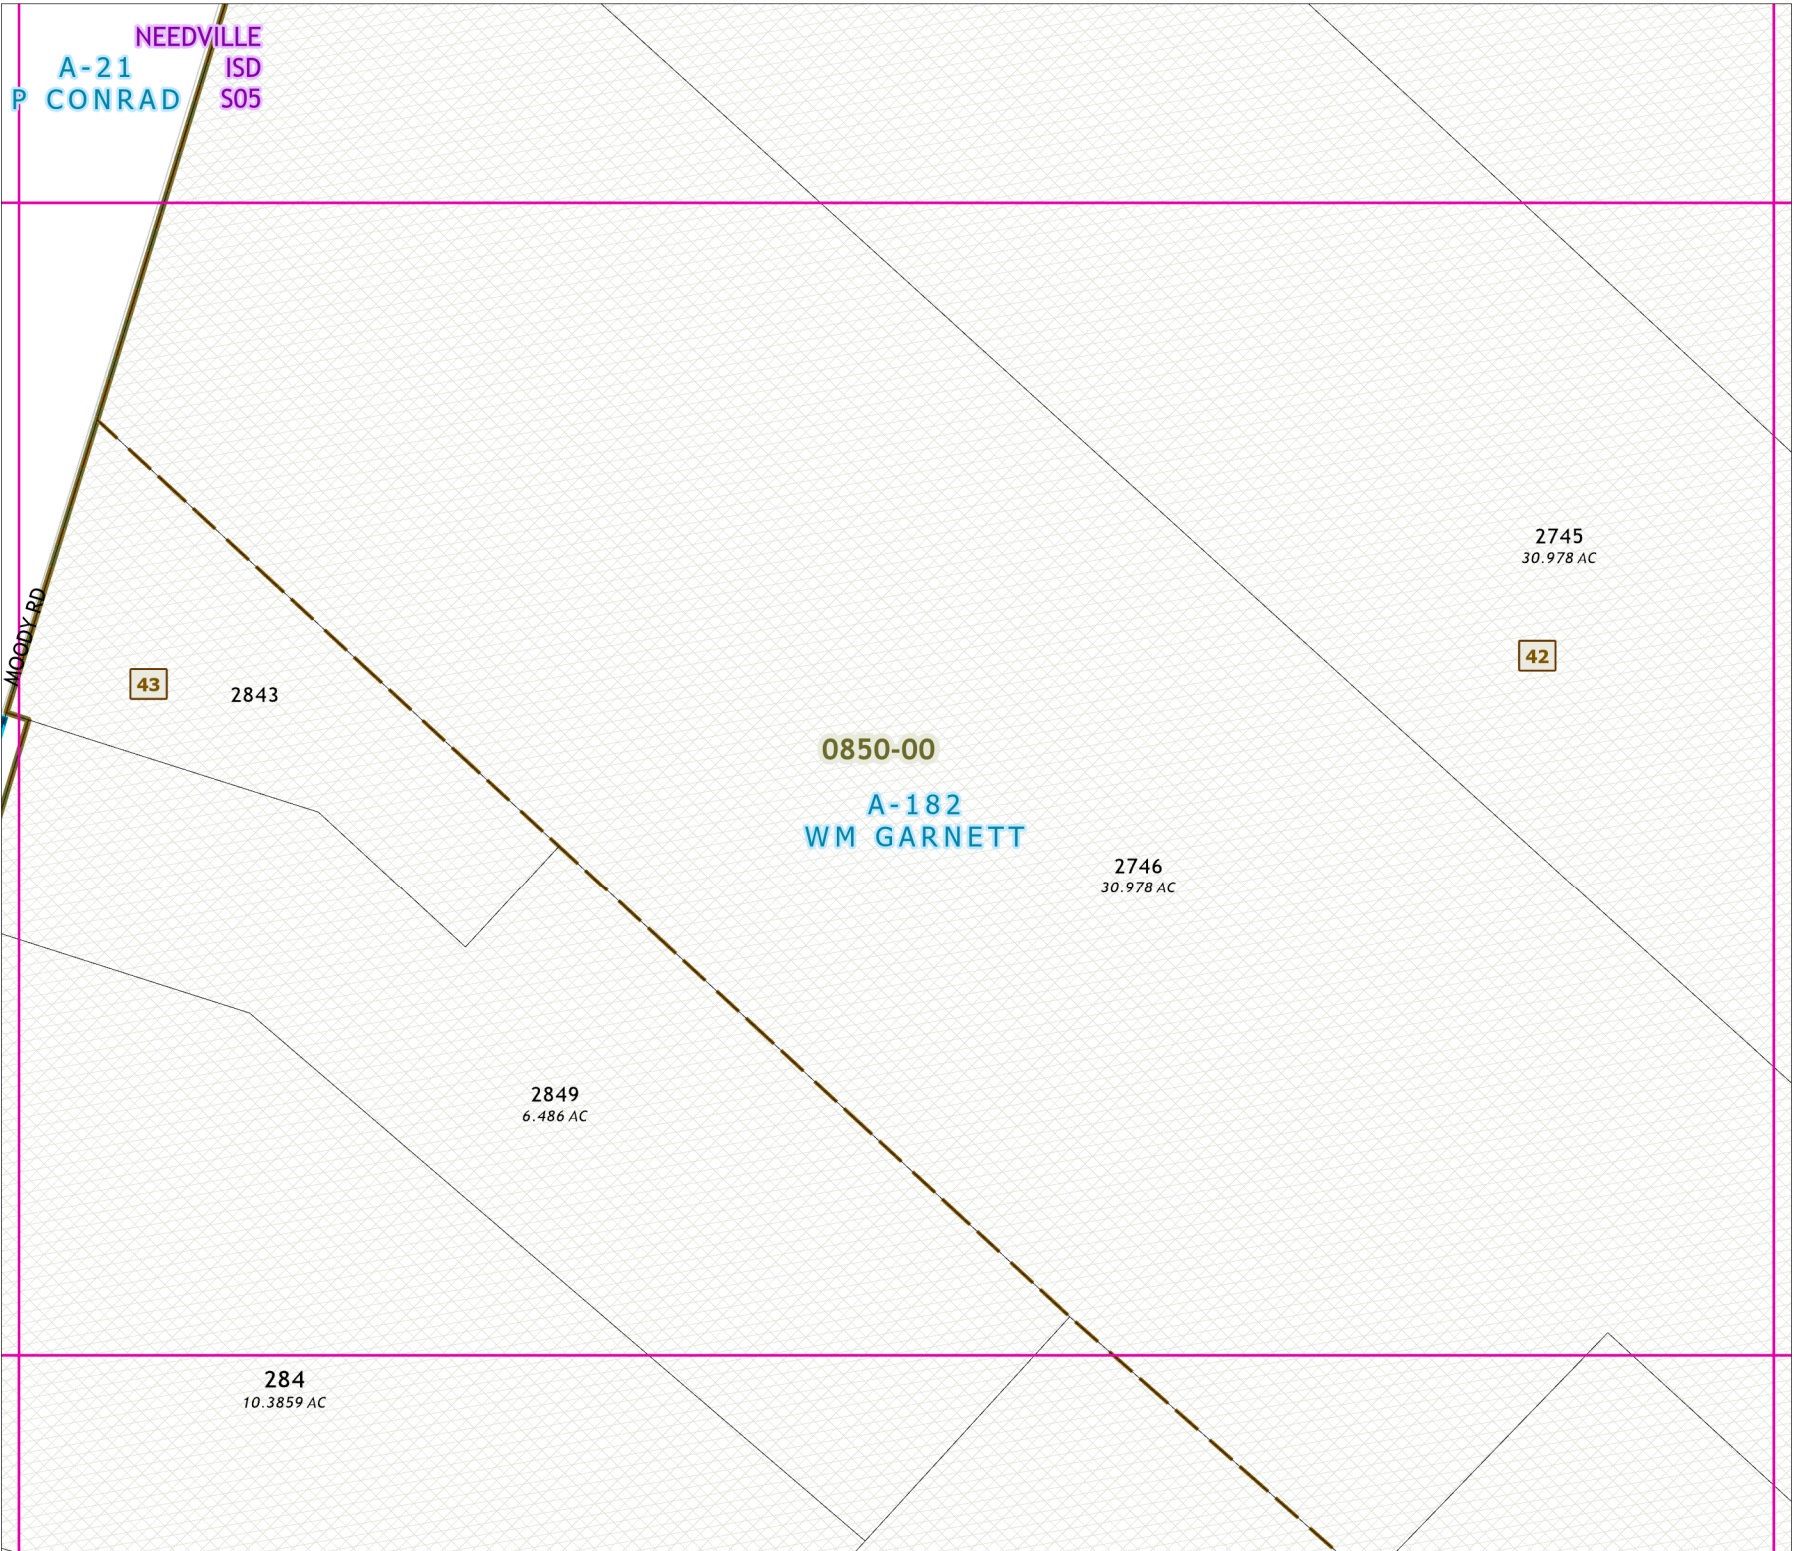 NEEDVILLE
ISD
S05
A-21
P CONRAD
2745
30.978 AC
MOODY RD
43
2843
42
0850-00
A-182
WM GARNETT
2746
30.978 AC
2849
6.486 AC
284
10.3859 AC